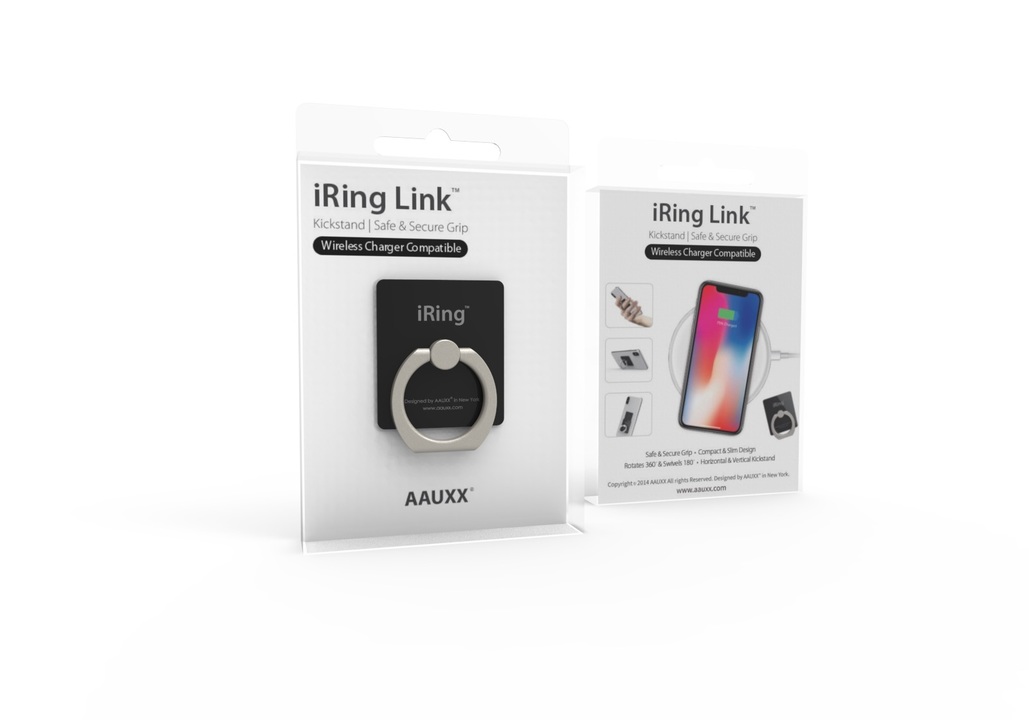 iRing Link™
Kickstand | Safe & Secure Grip
Wireless Charger Compatible
iRing™
Designed by AAUXX® in New York
www.aauxx.com
AAUXX®
iRing Link™
Kickstand | Safe & Secure Grip
Wireless Charger Compatible
Safe & Secure Grip • Compact & Slim Design
Rotates 360° & Swivels 180° • Horizontal & Vertical Kickstand
Copyright © 2014 AAUXX All rights Reserved. Designed by AAUXX™ in New York.
www.aauxx.com